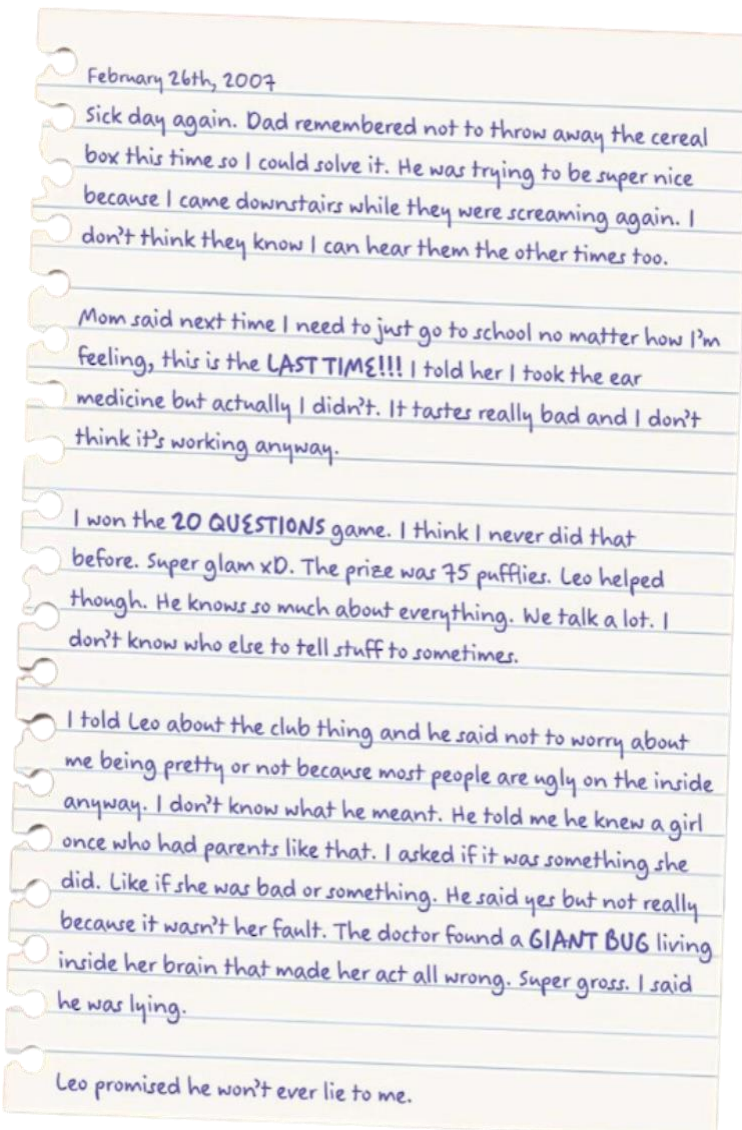 February 26th, 2007
Sick day again. Dad remembered not to throw away the cereal
box this time so I could solve it. He was trying to be super nice
because I came downstairs while they were screaming again. I
don't think they know I can hear them the other times too.
Mom said next time I need to just go to school no matter how I'm
feeling, this is the LAST TIME!!! I told her I took the ear
medicine but actually I didn't. It tastes really bad and I don't
think it's working anyway.
I won the 20 QUESTIONS game. I think I never did that
before. Super glam xD. The prize was 75 pufflies. Leo helped
though. He knows so much about everything. We talk a lot. I
don't know who else to tell stuff to sometimes.
I told Leo about the club thing and he said not to worry about
me being pretty or not because most people are ugly on the inside
anyway. I don't know what he meant. He told me he knew a girl
once who had parents like that. I asked if it was something she
did. Like if she was bad or something. He said yes but not really
because it wasn't her fault. The doctor found a GIANT BUG living
inside her brain that made her act all wrong. Super gross. I said
he was lying.
Leo promised he won't ever lie to me.